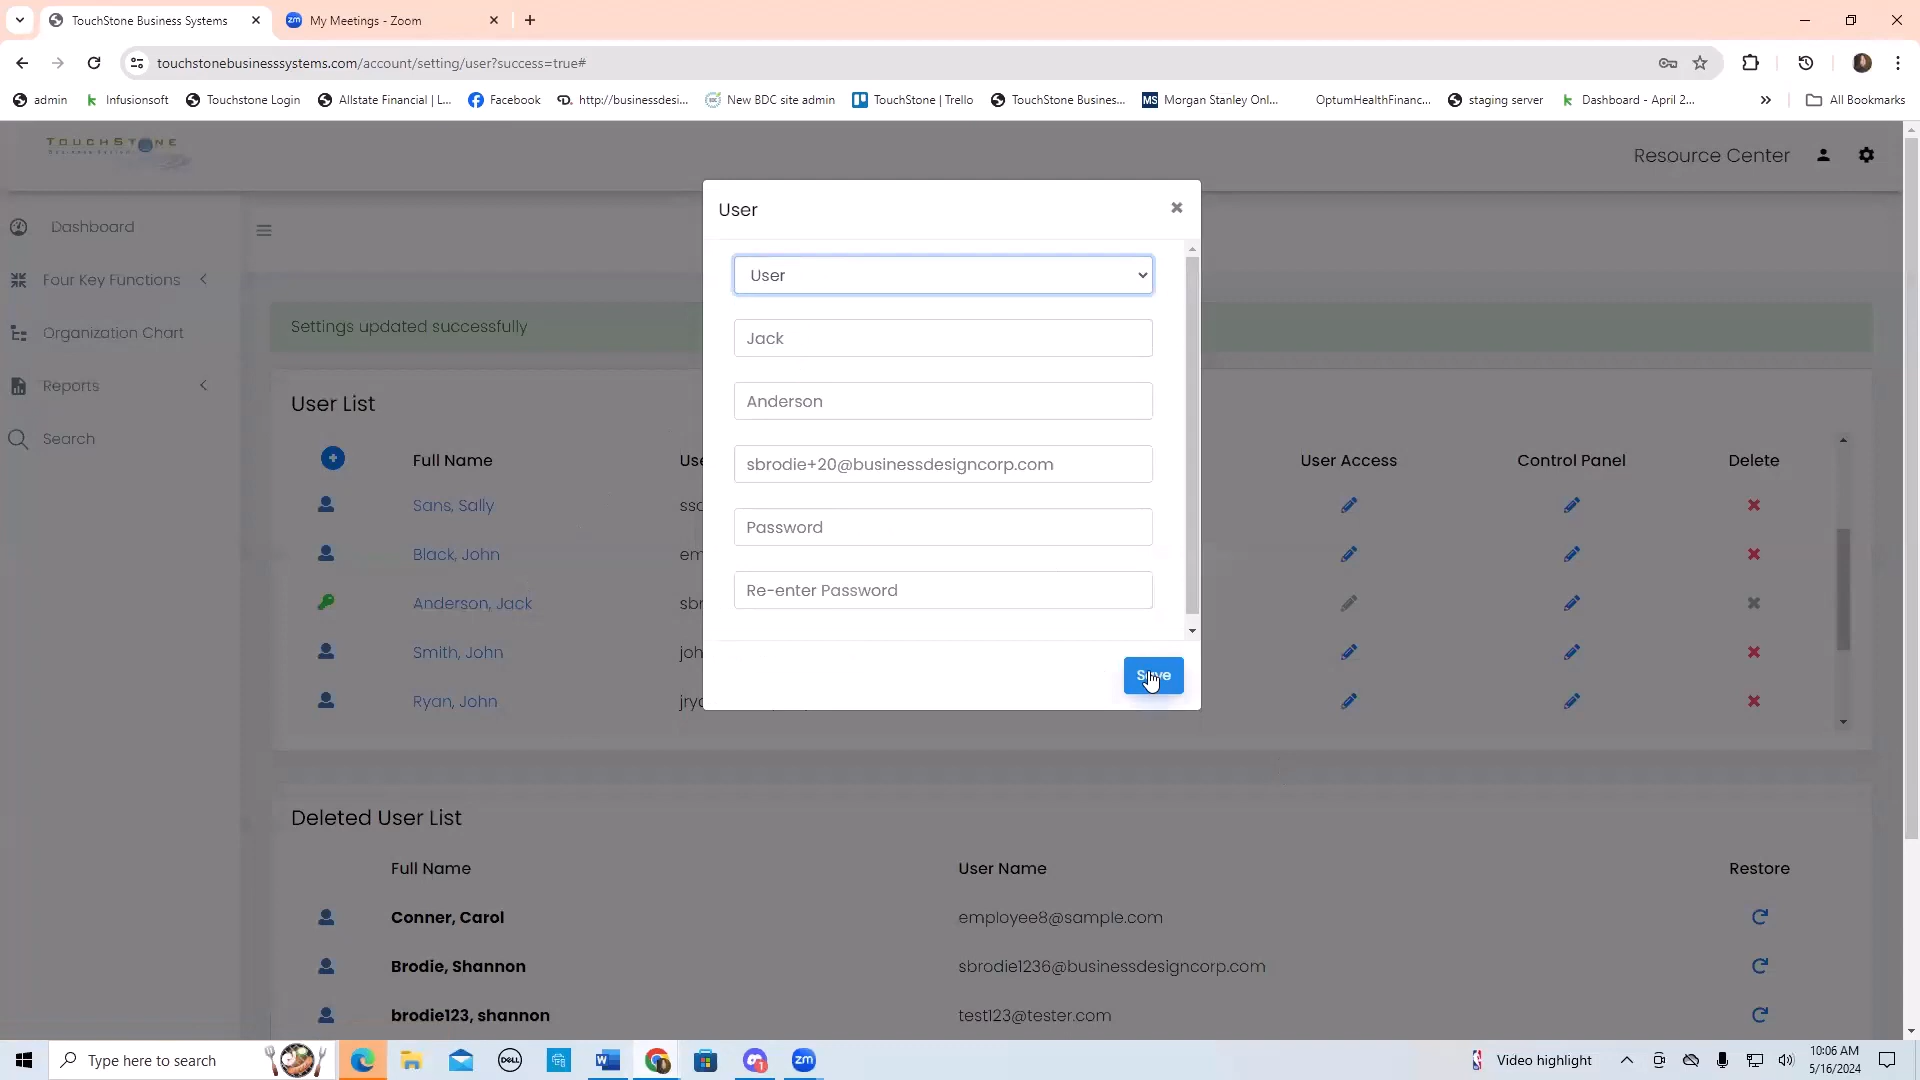 TouchStone Business Systems
My Meetings - Zoom
touchstonebusinesssystems.com/account/setting/user?success=true#
admin
Infusionsoft
Touchstone Login
Allstate Financial | L...
Facebook
http://businessdesi...
New BDC site admin
TouchStone | Trello
TouchStone Busines...
MS Morgan Stanley Onl...
OptumHealthFinanc...
staging server
Dashboard - April 2...
All Bookmarks
TOUCHSTONE
Resource Center
User
Dashboard
User
Four Key Functions
Settings updated successfully
Organization Chart
Jack
Reports
Anderson
User List
Search
Full Name
User Access
Control Panel
Delete
sbrodie+20@businessdesigncorp.com
Sans, Sally
Password
Black, John
Re-enter Password
Anderson, Jack
Smith, John
Save
Ryan, John
Deleted User List
Full Name
User Name
Restore
Conner, Carol
employee8@sample.com
Brodie, Shannon
sbrodie1236@businessdesigncorp.com
brodie123, shannon
test123@tester.com
Type here to search
DELL
zm
Video highlight
10:06 AM
5/16/2024